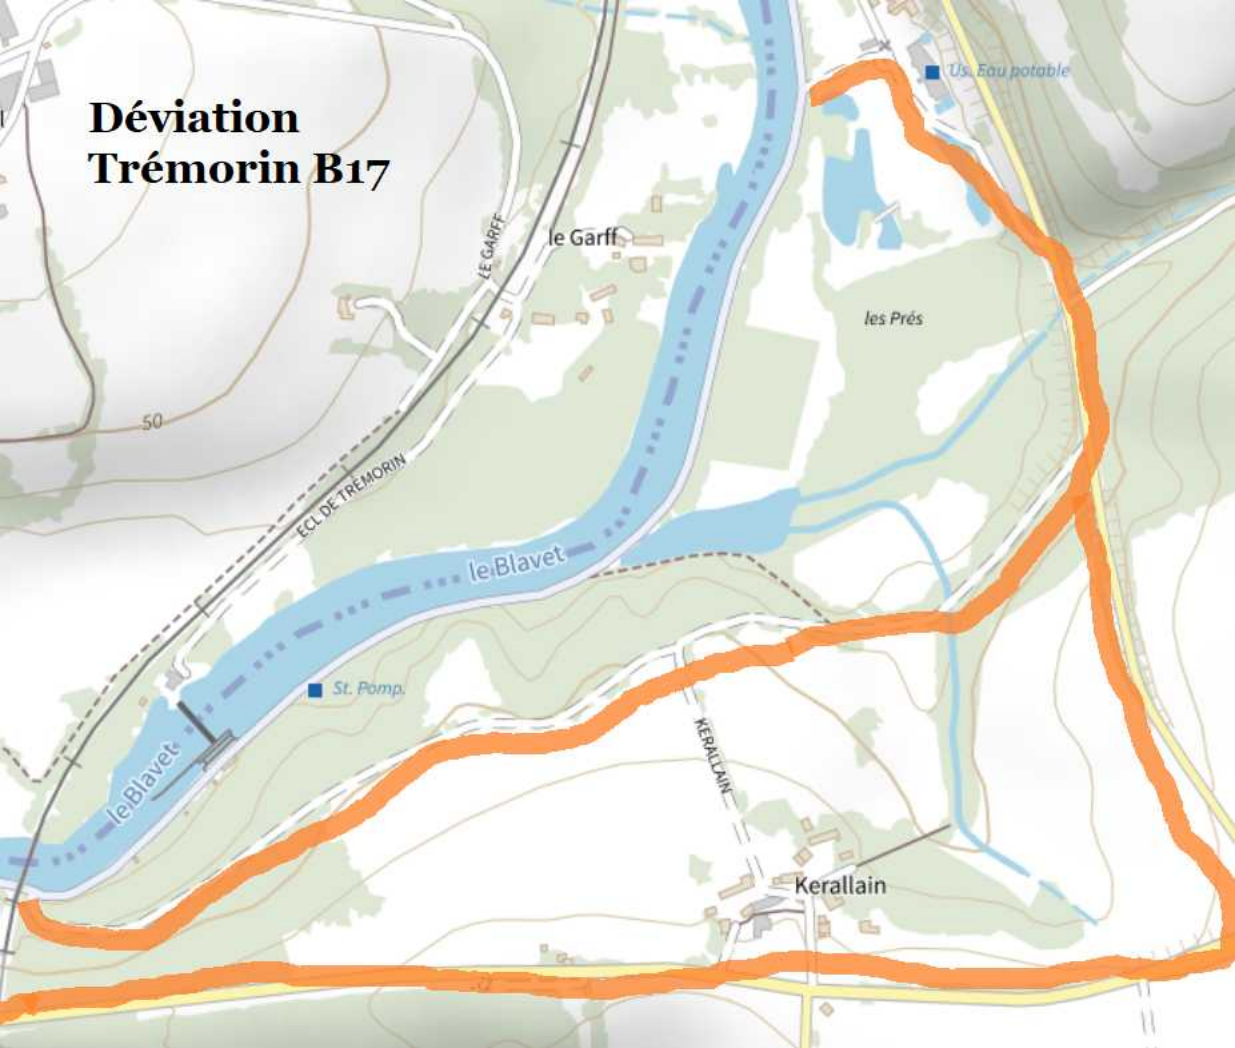 Déviation
Trémorin B17
Us. Eau potable
LE GARFF
le Garff
les Prés
50
ECL DE TRÉMORIN
le Blavet
St. Pomp.
le Blavet
KERALLAIN
Kerallain